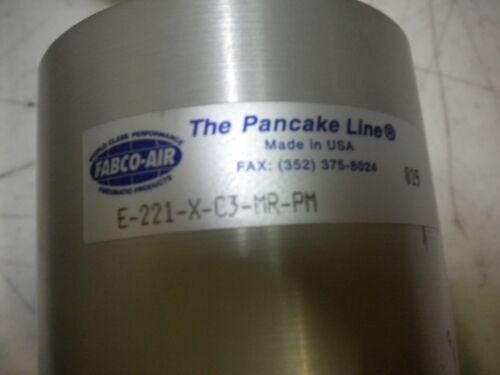 WORLD CLASS PERFORMANCE
FABCO-AIR
PNEUMATIC PRODUCTS
The Pancake Line®
Made in USA
FAX: (352) 375-8024
015
E-221-X-C3-MR-PM